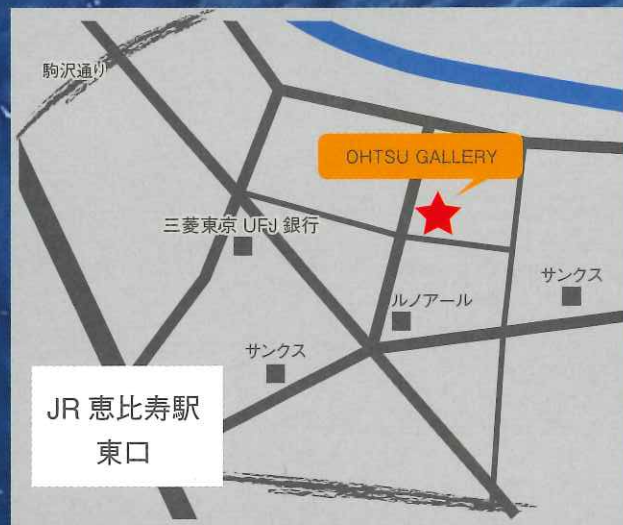 駒沢通り
OHTSU GALLERY
三菱東京 UFJ 銀行
サンクス
ルノアール
サンクス
JR 恵比寿駅
東口